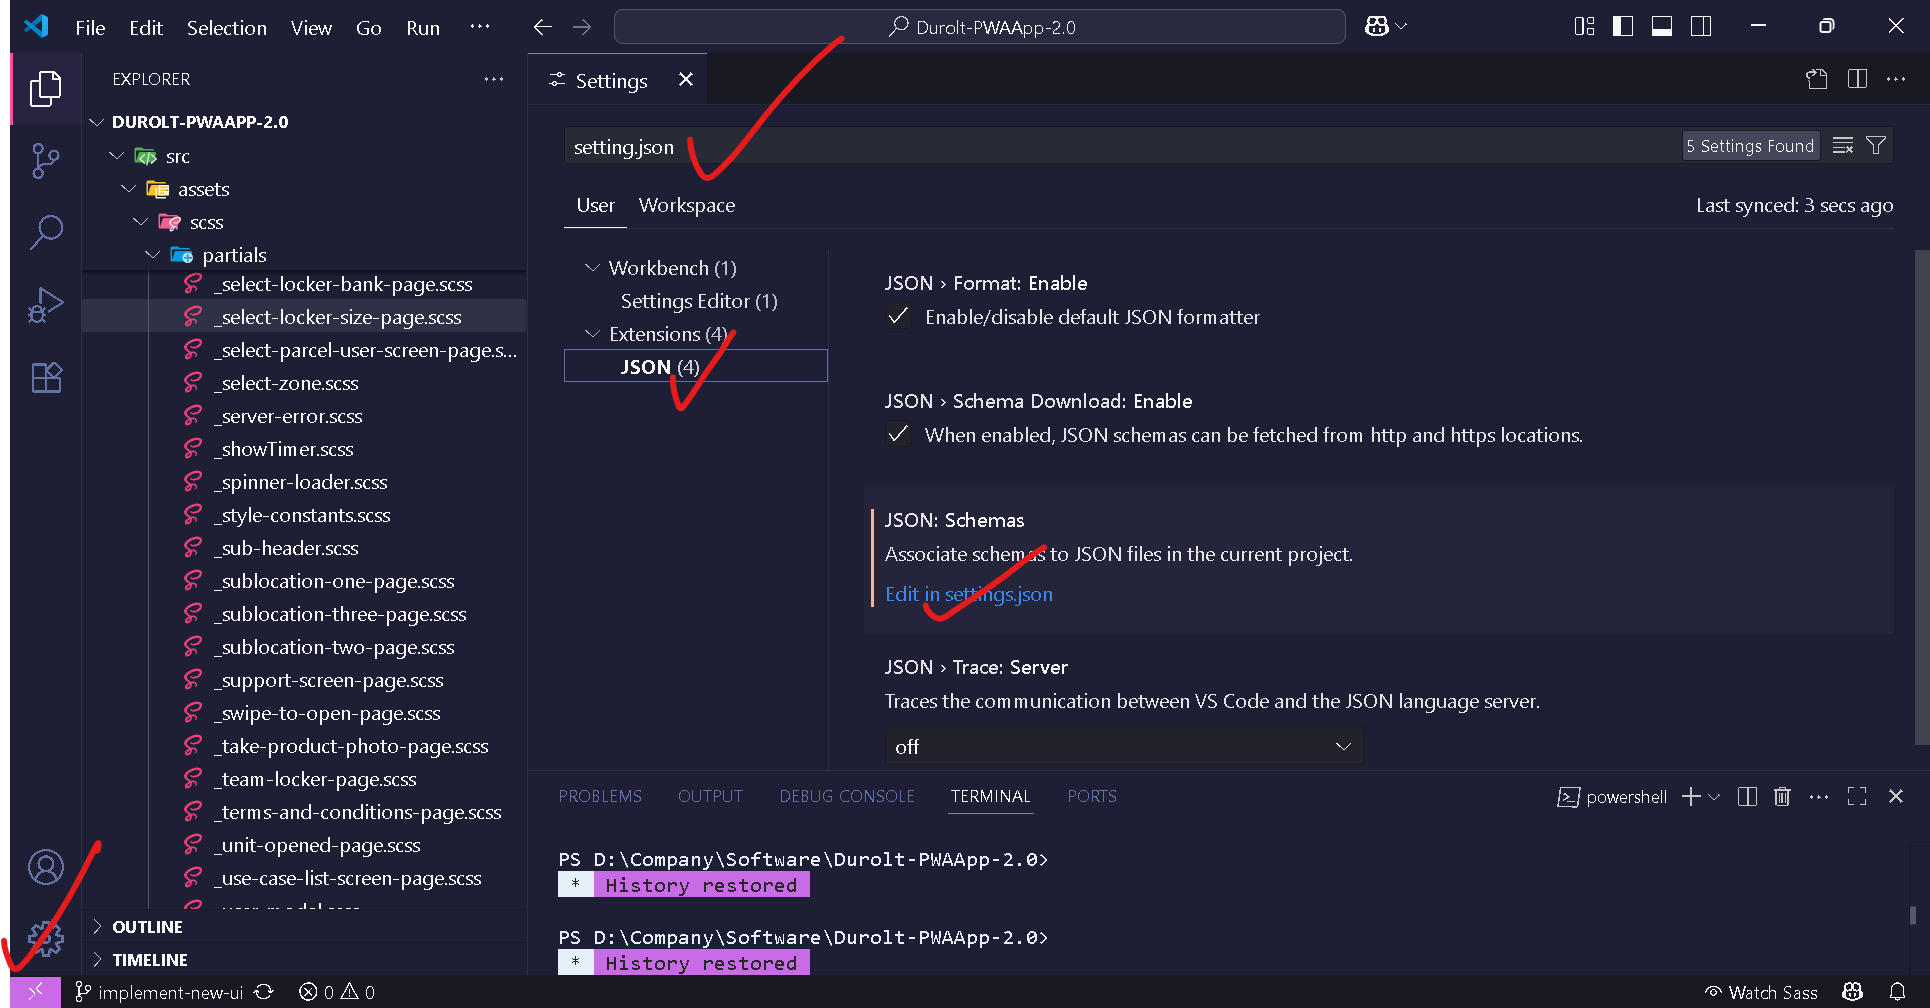 File Edit Selection View Go Run ...
Durolt-PWAApp-2.0
EXPLORER
DUROLT-PWAAPP-2.0
src
assets
scss
partials
_select-locker-bank-page.scss
_select-locker-size-page.scss
_select-parcel-user-screen-page.s...
_select-zone.scss
_server-error.scss
_showTimer.scss
_spinner-loader.scss
_style-constants.scss
_sub-header.scss
_sublocation-one-page.scss
_sublocation-three-page.scss
_sublocation-two-page.scss
_support-screen-page.scss
_swipe-to-open-page.scss
_take-product-photo-page.scss
_team-locker-page.scss
_terms-and-conditions-page.scss
_unit-opened-page.scss
_use-case-list-screen-page.scss
OUTLINE
TIMELINE
Settings
setting.json
5 Settings Found
User Workspace
Last synced: 3 secs ago
Workbench (1)
Settings Editor (1)
Extensions (4)
JSON (4)
JSON › Format: Enable
Enable/disable default JSON formatter
JSON › Schema Download: Enable
When enabled, JSON schemas can be fetched from http and https locations.
JSON: Schemas
Associate schemas to JSON files in the current project.
Edit in settings.json
JSON › Trace: Server
Traces the communication between VS Code and the JSON language server.
off
PROBLEMS OUTPUT DEBUG CONSOLE TERMINAL PORTS
powershell
PS D:\Company\Software\Durolt-PWAApp-2.0>
* History restored
PS D:\Company\Software\Durolt-PWAApp-2.0>
* History restored
implement-new-ui 0 0
Watch Sass